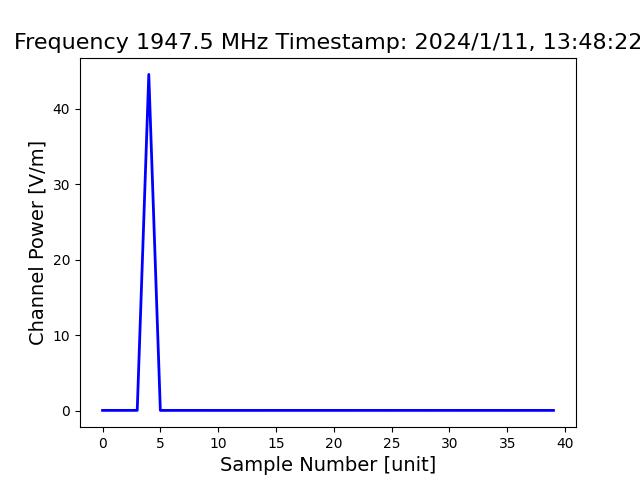 Frequency 1947.5 MHz Timestamp: 2024/1/11, 13:48:22
Channel Power [V/m]
40
30
20
10
0
0 5 10 15 20 25 30 35 40
Sample Number [unit]